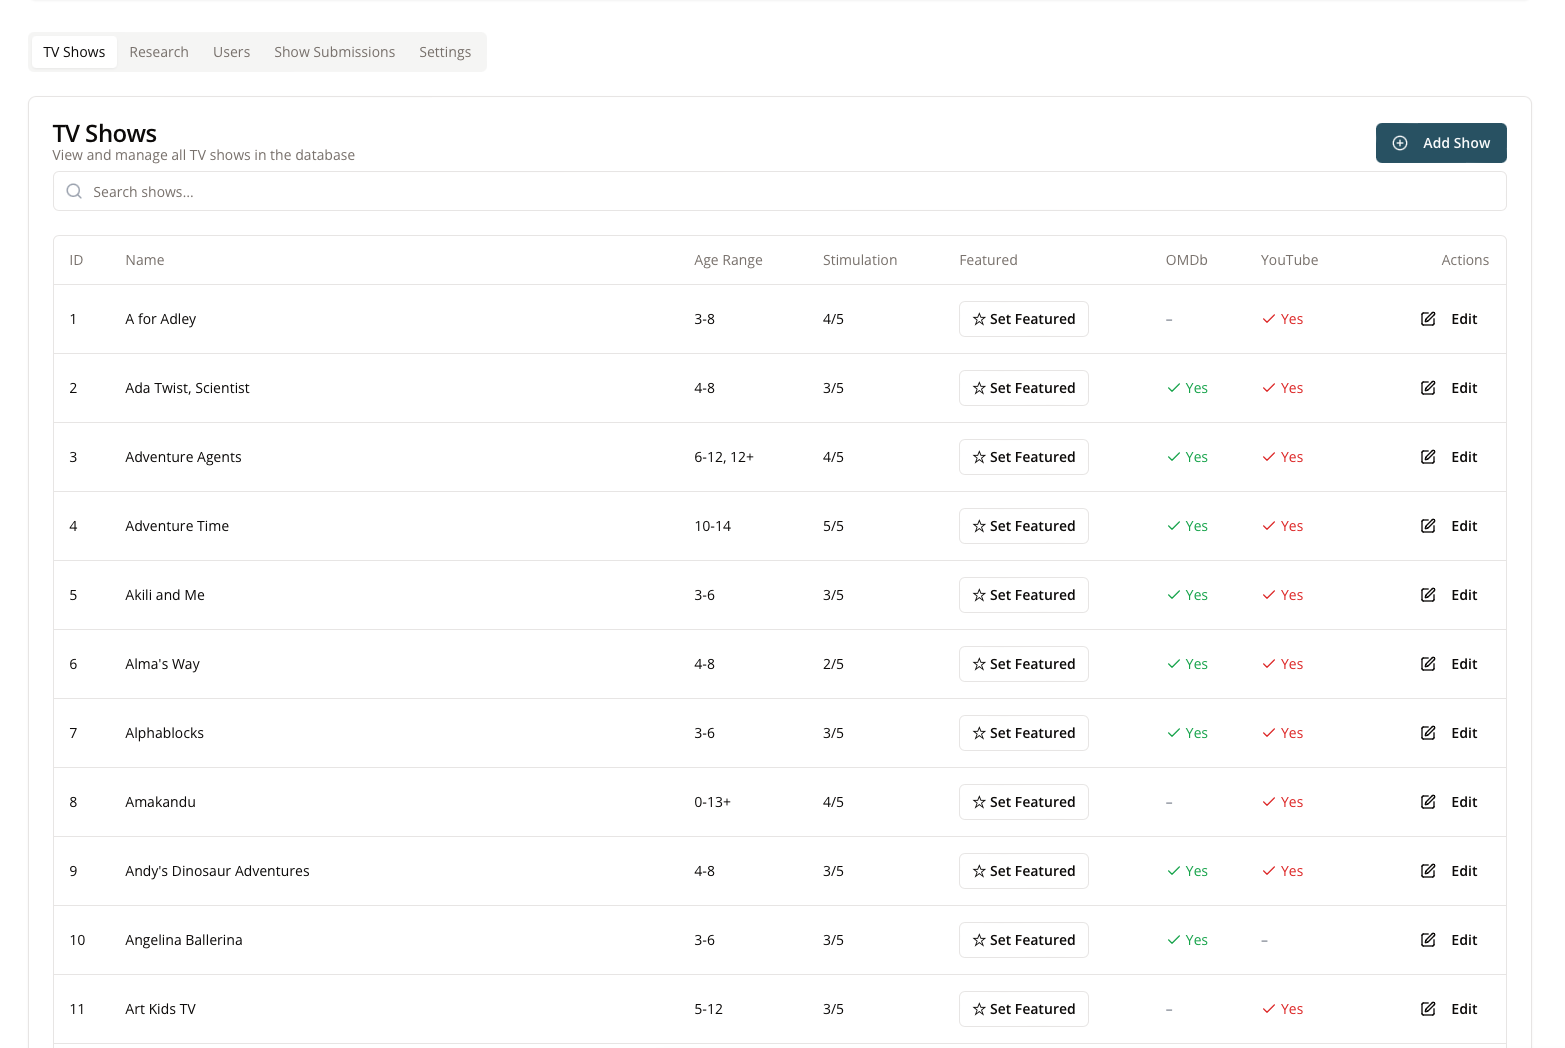 TV Shows Research Users Show Submissions Settings
TV Shows
View and manage all TV shows in the database
Add Show
Search shows...
ID Name Age Range Stimulation Featured OMDb YouTube Actions
1 A for Adley 3-8 4/5 Set Featured – Yes Edit
2 Ada Twist, Scientist 4-8 3/5 Set Featured Yes Yes Edit
3 Adventure Agents 6-12, 12+ 4/5 Set Featured Yes Yes Edit
4 Adventure Time 10-14 5/5 Set Featured Yes Yes Edit
5 Akili and Me 3-6 3/5 Set Featured Yes Yes Edit
6 Alma's Way 4-8 2/5 Set Featured Yes Yes Edit
7 Alphablocks 3-6 3/5 Set Featured Yes Yes Edit
8 Amakandu 0-13+ 4/5 Set Featured – Yes Edit
9 Andy's Dinosaur Adventures 4-8 3/5 Set Featured Yes Yes Edit
10 Angelina Ballerina 3-6 3/5 Set Featured Yes – Edit
11 Art Kids TV 5-12 3/5 Set Featured – Yes Edit